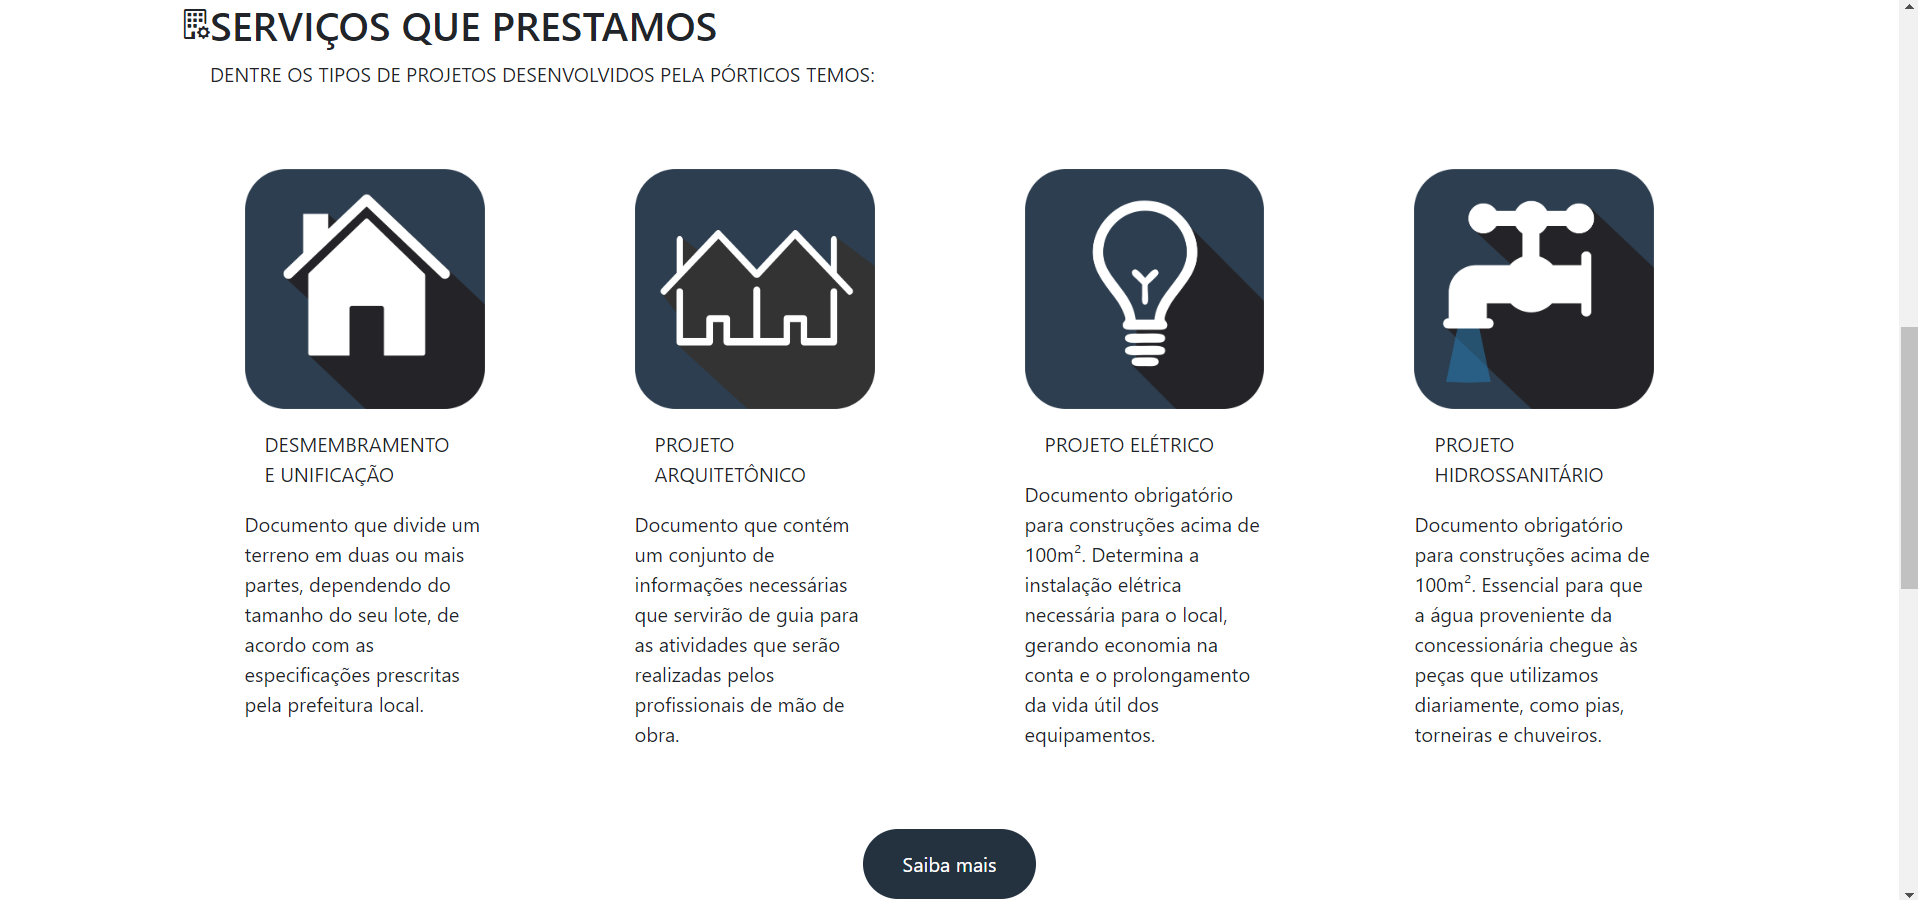 SERVIÇOS QUE PRESTAMOS
DENTRE OS TIPOS DE PROJETOS DESENVOLVIDOS PELA PÓRTICOS TEMOS:
DESMEMBRAMENTO
E UNIFICAÇÃO
Documento que divide um
terreno em duas ou mais
partes, dependendo do
tamanho do seu lote, de
acordo com as
especificações prescritas
pela prefeitura local.
PROJETO
ARQUITETÔNICO
Documento que contém
um conjunto de
informações necessárias
que servirão de guia para
as atividades que serão
realizadas pelos
profissionais de mão de
obra.
PROJETO ELÉTRICO
Documento obrigatório
para construções acima de
100m². Determina a
instalação elétrica
necessária para o local,
gerando economia na
conta e o prolongamento
da vida útil dos
equipamentos.
PROJETO
HIDROSSANITÁRIO
Documento obrigatório
para construções acima de
100m². Essencial para que
a água proveniente da
concessionária chegue às
peças que utilizamos
diariamente, como pias,
torneiras e chuveiros.
Saiba mais